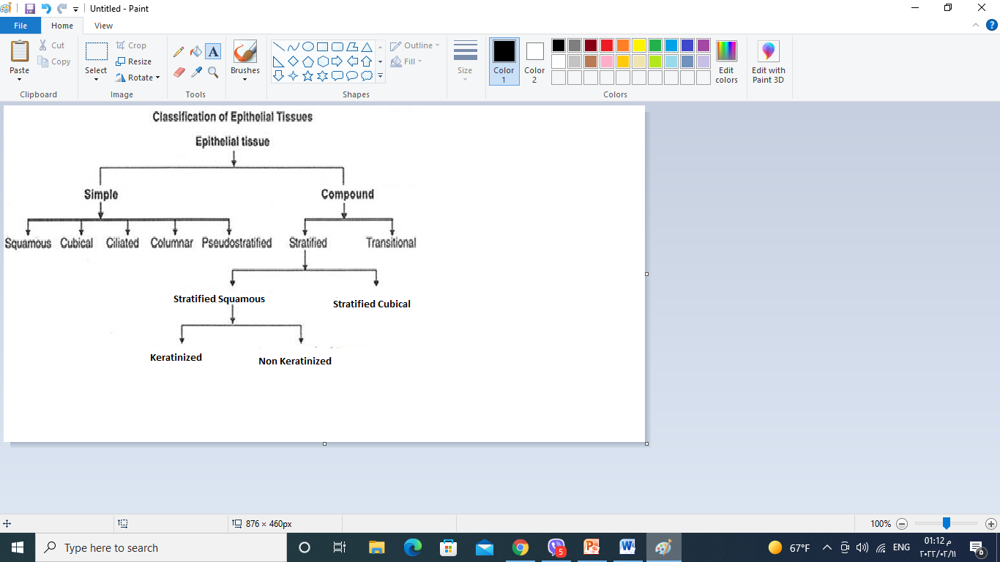 Untitled - Paint
File Home View
Paste
Cut
Copy
Clipboard
Select
Crop
Resize
Rotate
Image
A
Tools
Brushes
Outline
Fill
Shapes
Size
Color 1
Color 2
Edit colors
Colors
Edit with Paint 3D
Classification of Epithelial Tissues
Epithelial tissue
Simple Compound
Squamous Cubical Ciliated Columnar Pseudostratified Stratified Transitional
Stratified Squamous
Stratified Cubical
Keratinized
Non Keratinized
876 × 460px
100%
Type here to search
5
67°F
ENG
01:12 م
٢٠٢٢/٠٢/١١